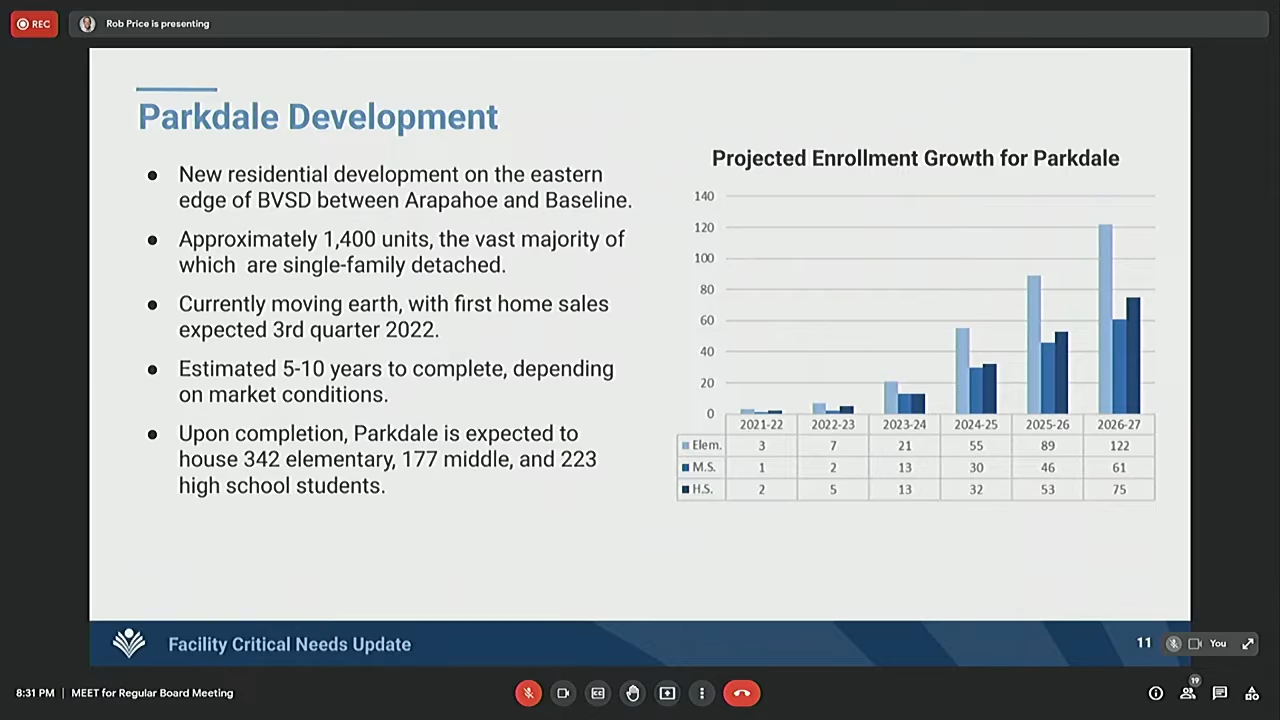 REC
Rob Price is presenting
Parkdale Development
● New residential development on the eastern
edge of BVSD between Arapahoe and Baseline.
● Approximately 1,400 units, the vast majority of
which  are single-family detached.
● Currently moving earth, with first home sales
expected 3rd quarter 2022.
● Estimated 5-10 years to complete, depending
on market conditions.
● Upon completion, Parkdale is expected to
house 342 elementary, 177 middle, and 223
high school students.
Projected Enrollment Growth for Parkdale
140
120
100
80
60
40
20
0
2021-22 2022-23 2023-24 2024-25 2025-26 2026-27
Elem. 3 7 21 55 89 122
M.S. 1 2 13 30 46 61
H.S. 2 5 13 32 53 75
Facility Critical Needs Update
11
You
8:31 PM | MEET for Regular Board Meeting
19